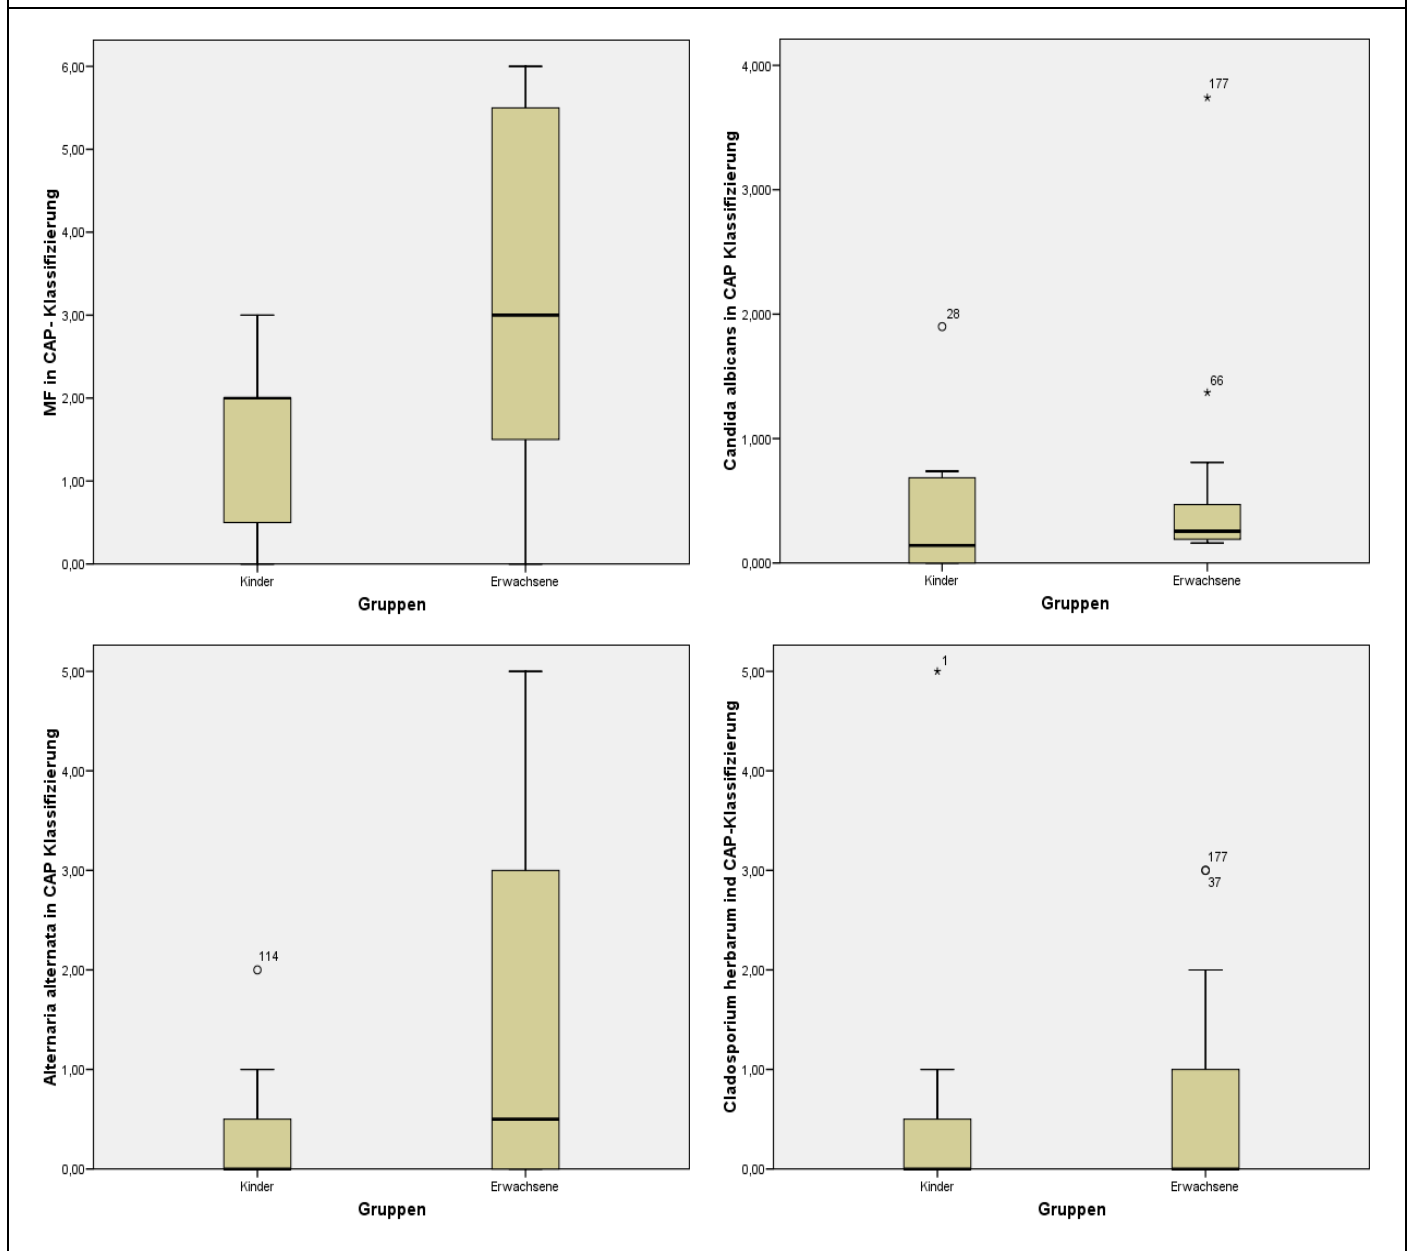 MF in CAP- Klassifizierung
6,00
5,00
4,00
3,00
2,00
1,00
0,00
Kinder
Erwachsene
Gruppen
Candida albicans in CAP Klassifizierung
4,000
3,000
2,000
1,000
0,000
28
177
66
Kinder
Erwachsene
Gruppen
Alternaria alternata in CAP Klassifizierung
5,00
4,00
3,00
2,00
1,00
0,00
114
Kinder
Erwachsene
Gruppen
Cladosporium herbarum ind CAP-Klassifizierung
5,00
4,00
3,00
2,00
1,00
0,00
1
177
37
Kinder
Erwachsene
Gruppen